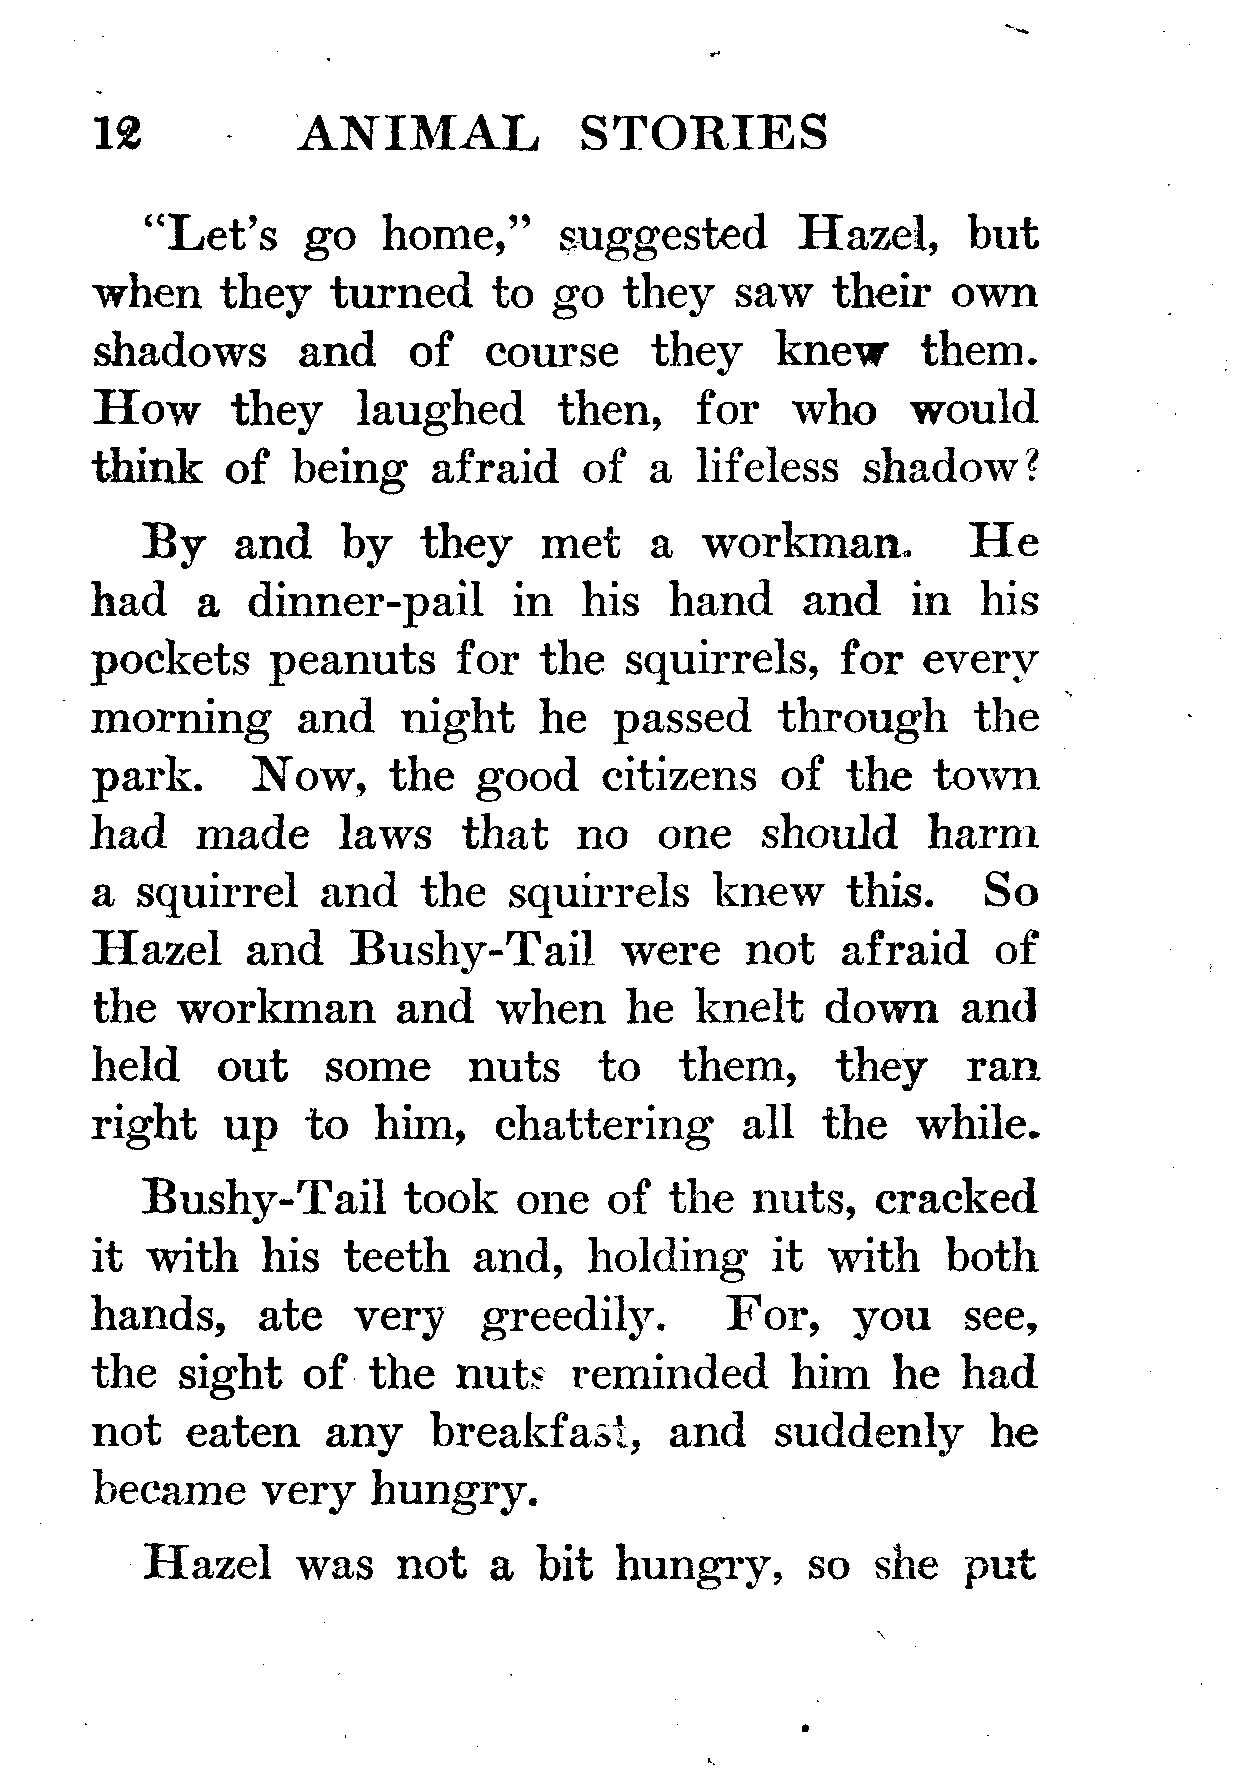 12 ANIMAL STORIES
“Let’s go home,” suggested Hazel, but
when they turned to go they saw their own
shadows and of course they knew them.
How they laughed then, for who would
think of being afraid of a lifeless shadow?
By and by they met a workman. He
had a dinner-pail in his hand and in his
pockets peanuts for the squirrels, for every
morning and night he passed through the
park. Now, the good citizens of the town
had made laws that no one should harm
a squirrel and the squirrels knew this. So
Hazel and Bushy-Tail were not afraid of
the workman and when he knelt down and
held out some nuts to them, they ran
right up to him, chattering all the while.
Bushy-Tail took one of the nuts, cracked
it with his teeth and, holding it with both
hands, ate very greedily. For, you see,
the sight of the nuts reminded him he had
not eaten any breakfast, and suddenly he
became very hungry.
Hazel was not a bit hungry, so she put